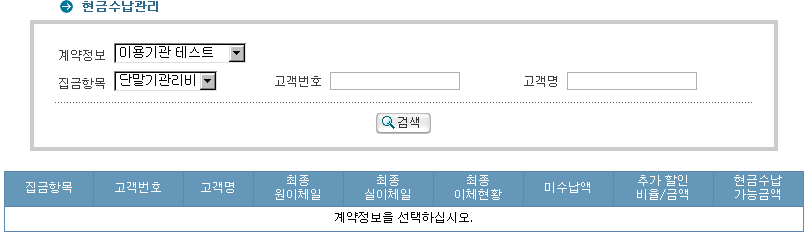 현금수납관리
계약정보 이용기관 테스트
집금항목 단말기관리비 고객번호 고객명
검색
집금항목 고객번호 고객명 최종 원이체일 최종 실이체일 최종 이체현황 미수납액 추가 할인 비율/금액 현금수납 가능금액
계약정보을 선택하십시오.